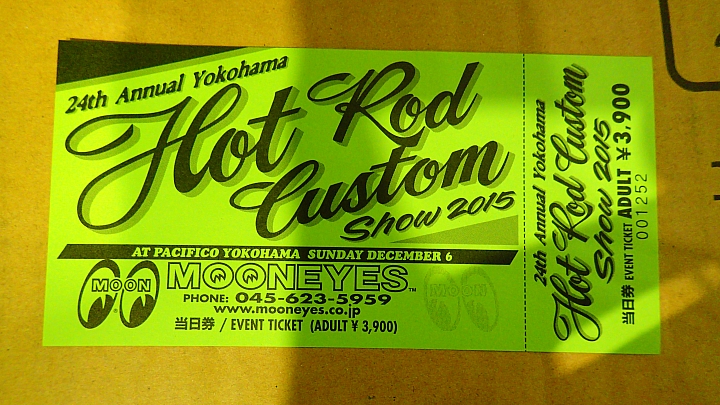 24th Annual Yokohama
Hot Rod
Custom
Show 2015
AT PACIFICO YOKOHAMA SUNDAY DECEMBER 6
MOON
MOONEYES™
PHONE: 045-623-5959
www.mooneyes.co.jp
当日券 / EVENT TICKET (ADULT ¥ 3,900)
MOON
24th Annual Yokohama
Hot Rod Custom
Show 2015
当日券 EVENT TICKET ADULT ¥ 3,900
001252